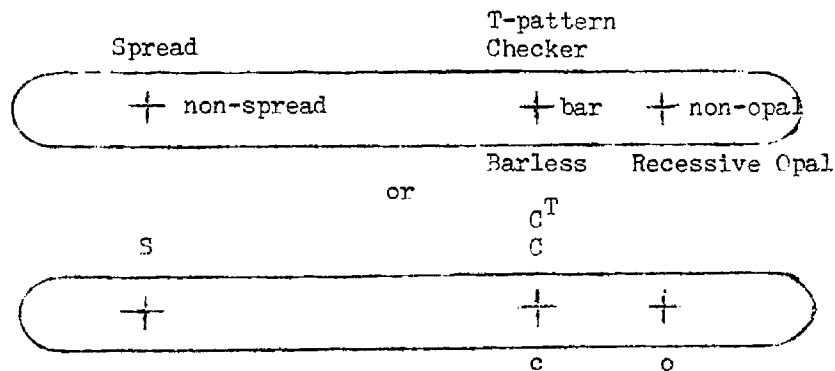 T-pattern
Spread Checker
+ non-spread + bar + non-opal
Barless Recessive Opal
or
C^T
S C
+ + +
c o